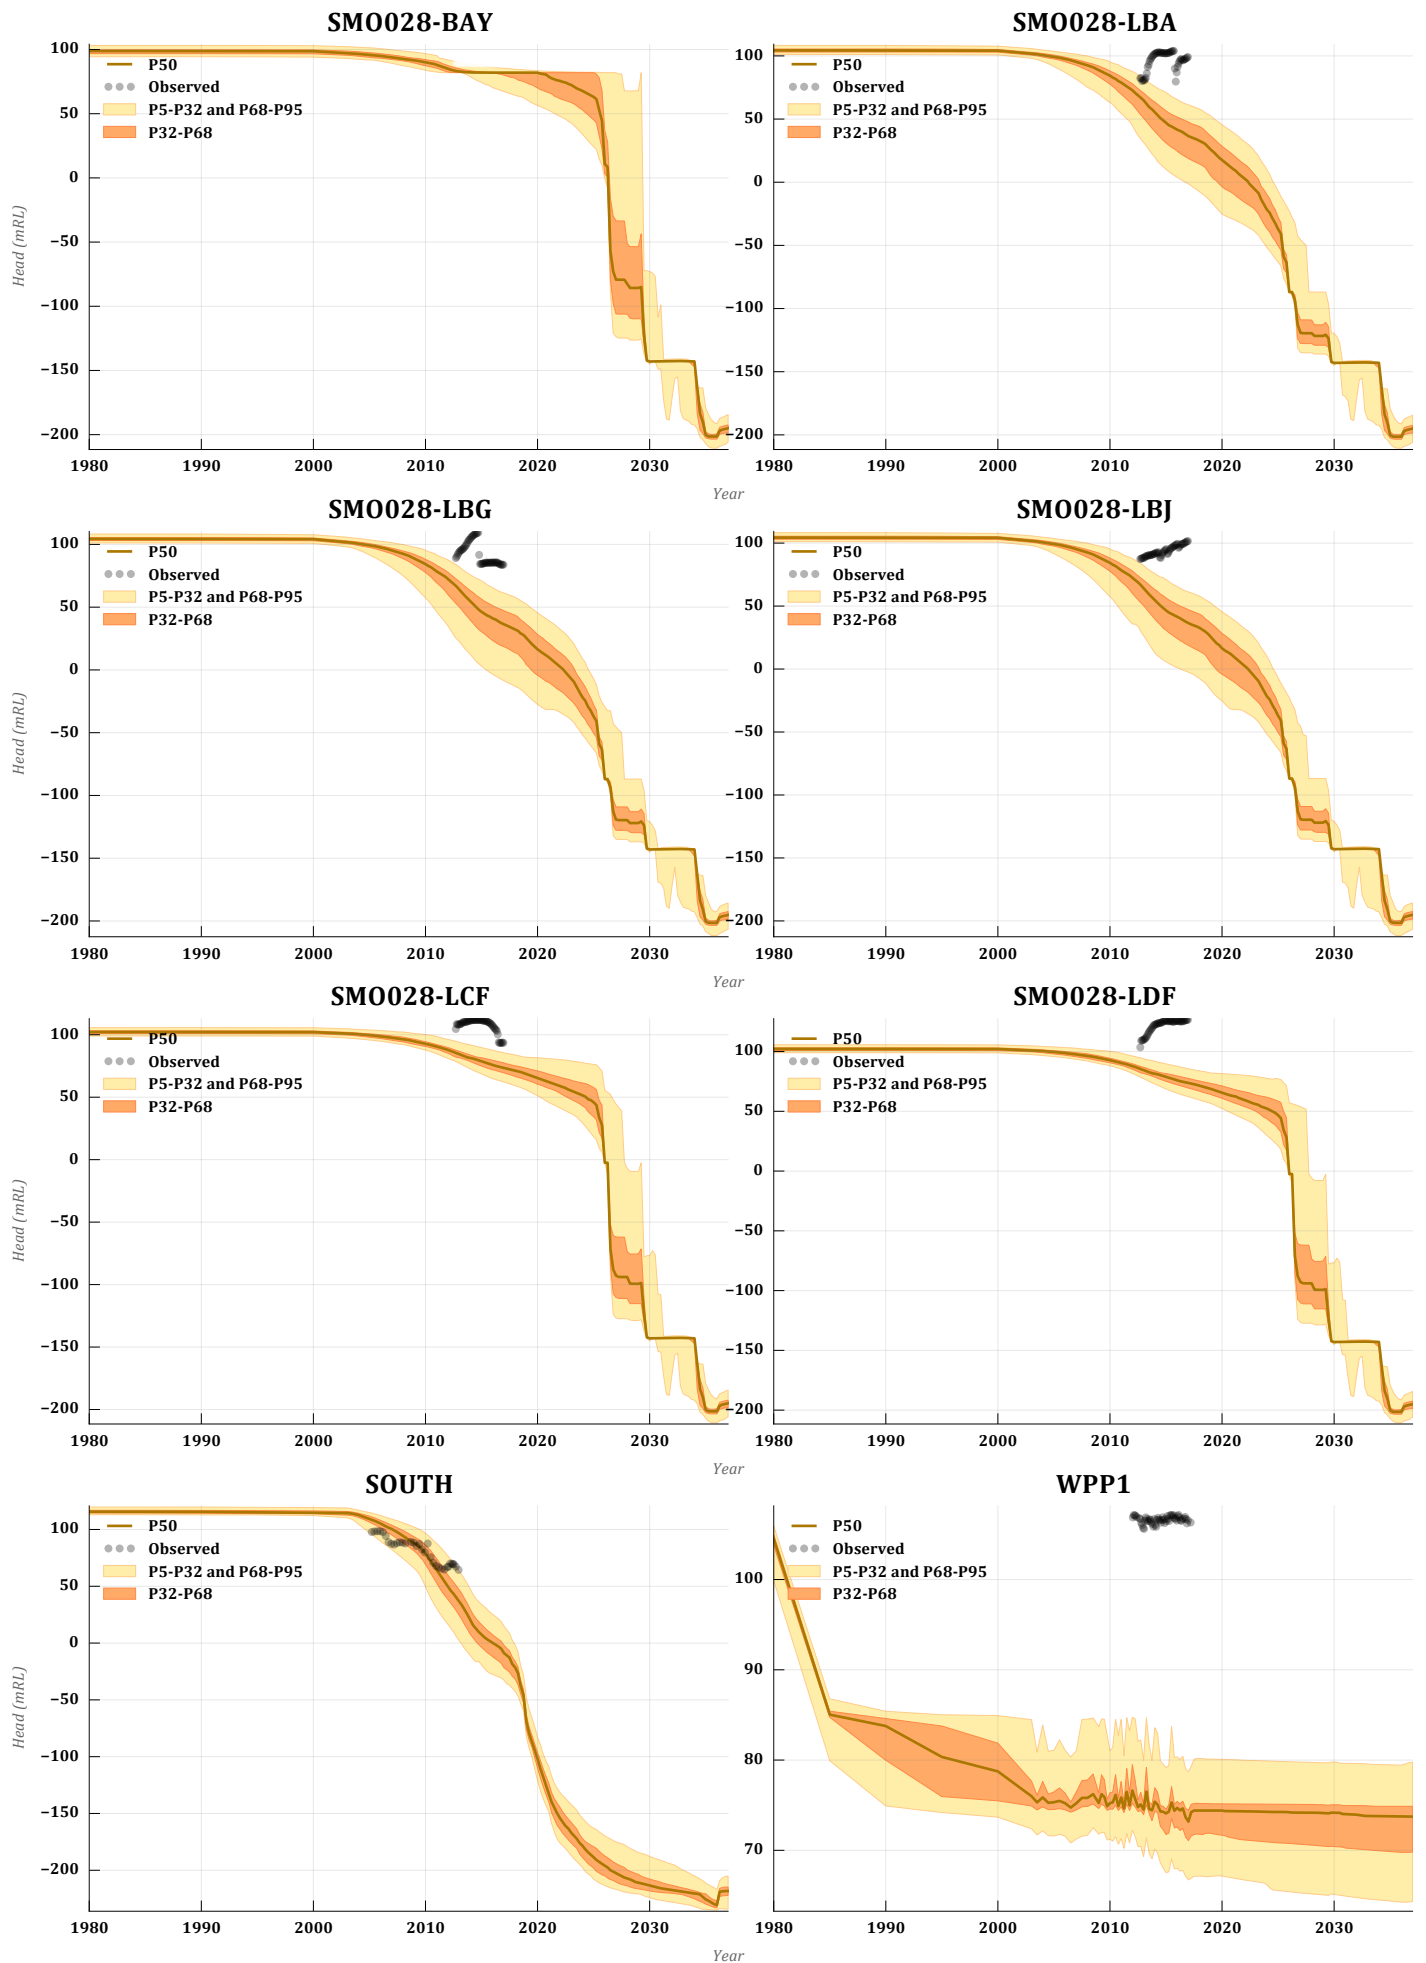 SMO028-BAY
SMO028-LBA
100
50
0
−50
−100
−150
−200
Head (mRL)
P50
Observed
P5-P32 and P68-P95
P32-P68
1980 1990 2000 2010 2020 2030
100
50
0
−50
−100
−150
−200
P50
Observed
P5-P32 and P68-P95
P32-P68
1980 1990 2000 2010 2020 2030
Year
SMO028-LBG
SMO028-LBJ
100
50
0
−50
−100
−150
−200
Head (mRL)
P50
Observed
P5-P32 and P68-P95
P32-P68
1980 1990 2000 2010 2020 2030
100
50
0
−50
−100
−150
−200
P50
Observed
P5-P32 and P68-P95
P32-P68
1980 1990 2000 2010 2020 2030
Year
SMO028-LCF
SMO028-LDF
100
50
0
−50
−100
−150
−200
Head (mRL)
P50
Observed
P5-P32 and P68-P95
P32-P68
1980 1990 2000 2010 2020 2030
100
50
0
−50
−100
−150
−200
P50
Observed
P5-P32 and P68-P95
P32-P68
1980 1990 2000 2010 2020 2030
Year
SOUTH
WPP1
100
50
0
−50
−100
−150
−200
Head (mRL)
P50
Observed
P5-P32 and P68-P95
P32-P68
1980 1990 2000 2010 2020 2030
100
90
80
70
P50
Observed
P5-P32 and P68-P95
P32-P68
1980 1990 2000 2010 2020 2030
Year